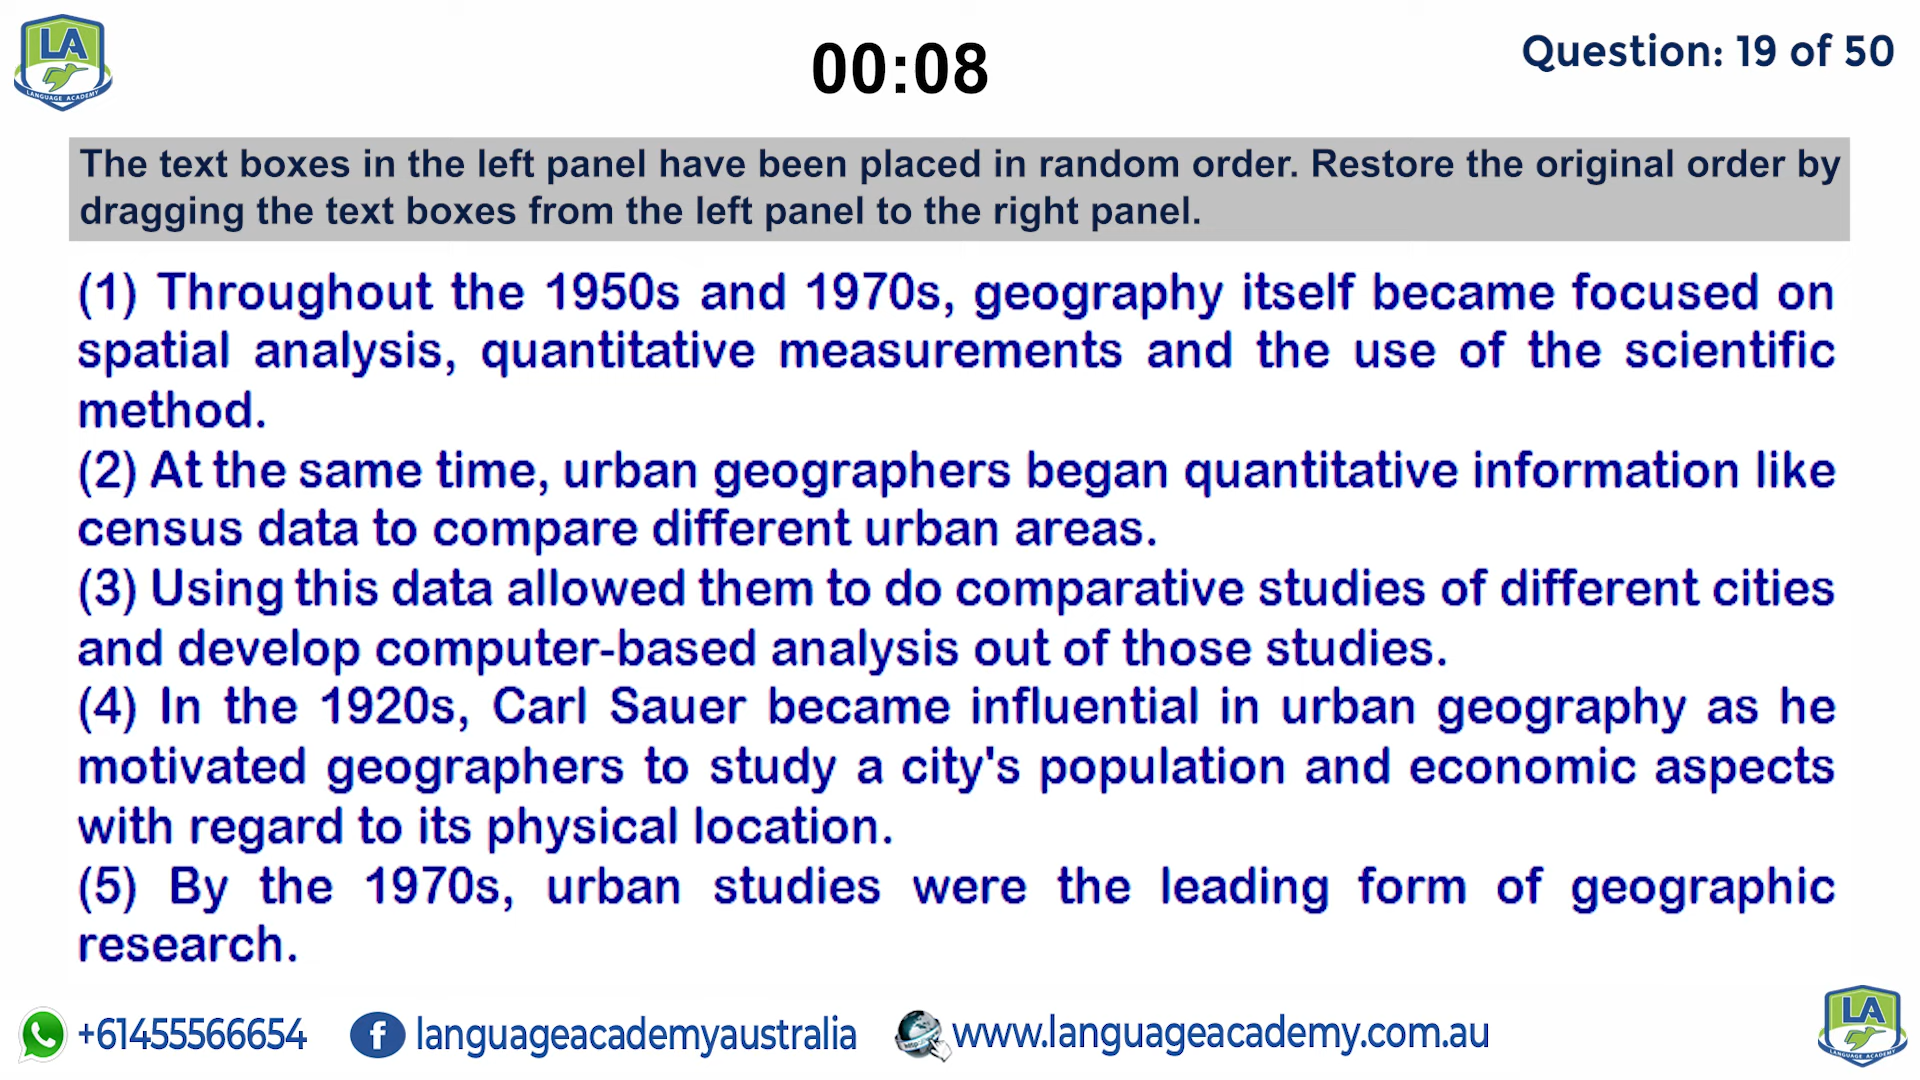 LA
LANGUAGE ACADEMY
00:08
Question: 19 of 50
The text boxes in the left panel have been placed in random order. Restore the original order by
dragging the text boxes from the left panel to the right panel.
(1) Throughout the 1950s and 1970s, geography itself became focused on
spatial analysis, quantitative measurements and the use of the scientific
method.
(2) At the same time, urban geographers began quantitative information like
census data to compare different urban areas.
(3) Using this data allowed them to do comparative studies of different cities
and develop computer-based analysis out of those studies.
(4) In the 1920s, Carl Sauer became influential in urban geography as he
motivated geographers to study a city's population and economic aspects
with regard to its physical location.
(5) By the 1970s, urban studies were the leading form of geographic
research.
+61455566654
f languageacademyaustralia
www.languageacademy.com.au
LA
LANGUAGE ACADEMY